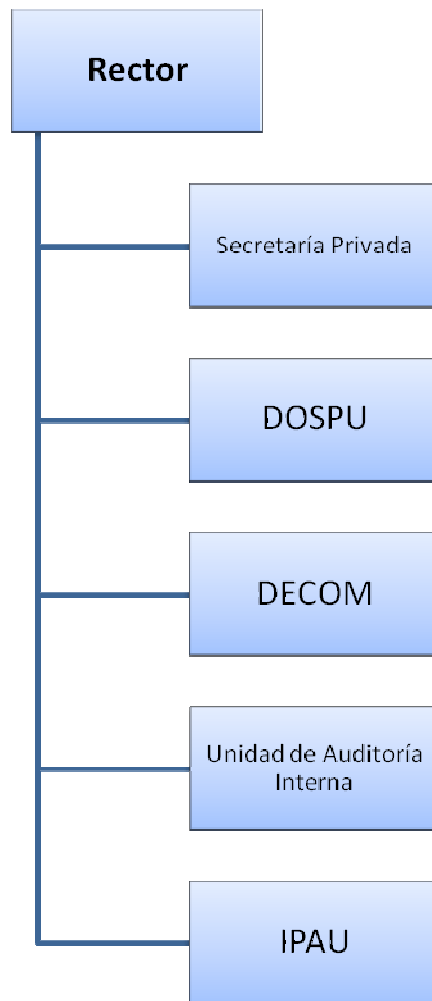 Rector
Secretaría Privada
DOSPU
DECOM
Unidad de Auditoría
Interna
IPAU